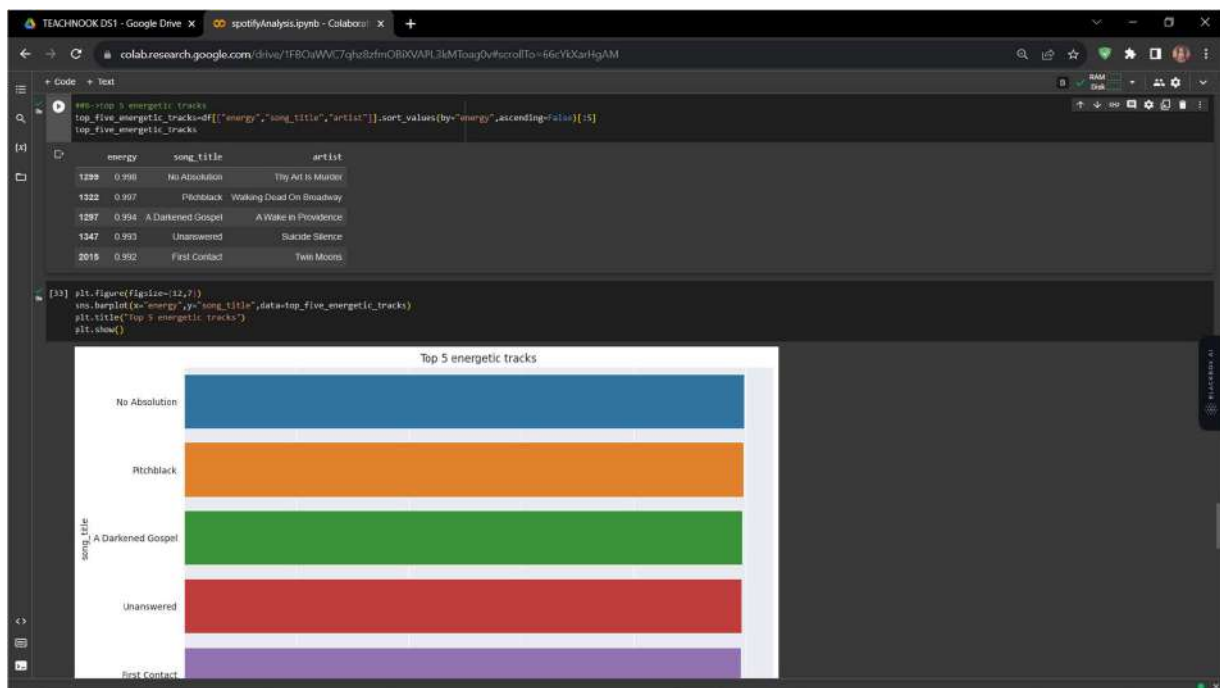 TEACHNOOK DS1 - Google Drive
spotifyAnalysis.ipynb - Colaborat
colab.research.google.com/drive/1FBOaWVC7qhz8zfmOBiXVAPL3kMToag0v#scrollTo=66cYkXarHgAM
+ Code + Text
RAM
Disk
##6->top 5 energetic tracks
top_five_energetic_tracks=df[["energy","song_title","artist"]].sort_values(by="energy",ascending=False)[:5]
top_five_energetic_tracks
energy song_title artist
1299 0.998 No Absolution Thy Art Is Murder
1322 0.997 Pitchblack Walking Dead On Broadway
1297 0.994 A Darkened Gospel A Wake in Providence
1347 0.993 Unanswered Suicide Silence
2015 0.992 First Contact Twin Moons
[33] plt.figure(figsize=(12,7))
sns.barplot(x="energy",y="song_title",data=top_five_energetic_tracks)
plt.title("Top 5 energetic tracks")
plt.show()
Top 5 energetic tracks
No Absolution
Pitchblack
A Darkened Gospel
song_title
Unanswered
First Contact
BLACKBOX AI